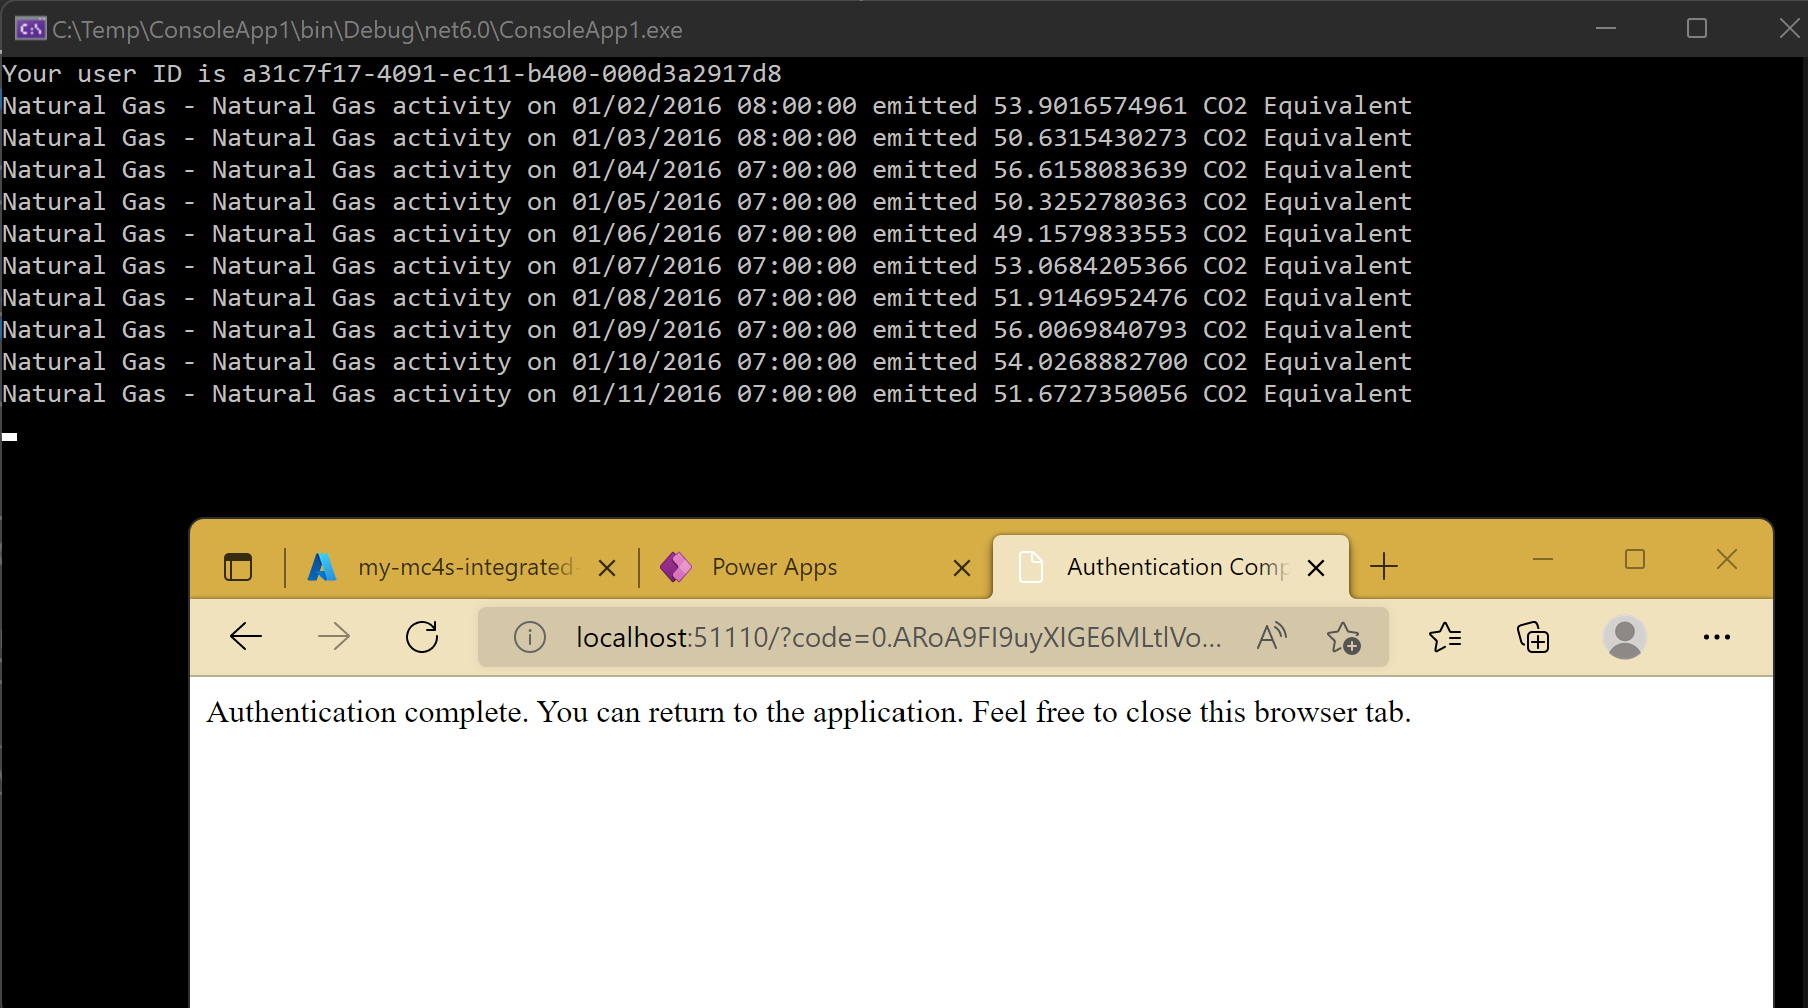 C:\Temp\ConsoleApp1\bin\Debug\net6.0\ConsoleApp1.exe
Your user ID is a31c7f17-4091-ec11-b400-000d3a2917d8
Natural Gas - Natural Gas activity on 01/02/2016 08:00:00 emitted 53.9016574961 CO2 Equivalent
Natural Gas - Natural Gas activity on 01/03/2016 08:00:00 emitted 50.6315430273 CO2 Equivalent
Natural Gas - Natural Gas activity on 01/04/2016 07:00:00 emitted 56.6158083639 CO2 Equivalent
Natural Gas - Natural Gas activity on 01/05/2016 07:00:00 emitted 50.3252780363 CO2 Equivalent
Natural Gas - Natural Gas activity on 01/06/2016 07:00:00 emitted 49.1579833553 CO2 Equivalent
Natural Gas - Natural Gas activity on 01/07/2016 07:00:00 emitted 53.0684205366 CO2 Equivalent
Natural Gas - Natural Gas activity on 01/08/2016 07:00:00 emitted 51.9146952476 CO2 Equivalent
Natural Gas - Natural Gas activity on 01/09/2016 07:00:00 emitted 56.0069840793 CO2 Equivalent
Natural Gas - Natural Gas activity on 01/10/2016 07:00:00 emitted 54.0268882700 CO2 Equivalent
Natural Gas - Natural Gas activity on 01/11/2016 07:00:00 emitted 51.6727350056 CO2 Equivalent
my-mc4s-integrated- Power Apps Authentication Comp
localhost:51110/?code=0.ARoA9FI9uyXIGE6MLtlVo...
Authentication complete. You can return to the application. Feel free to close this browser tab.